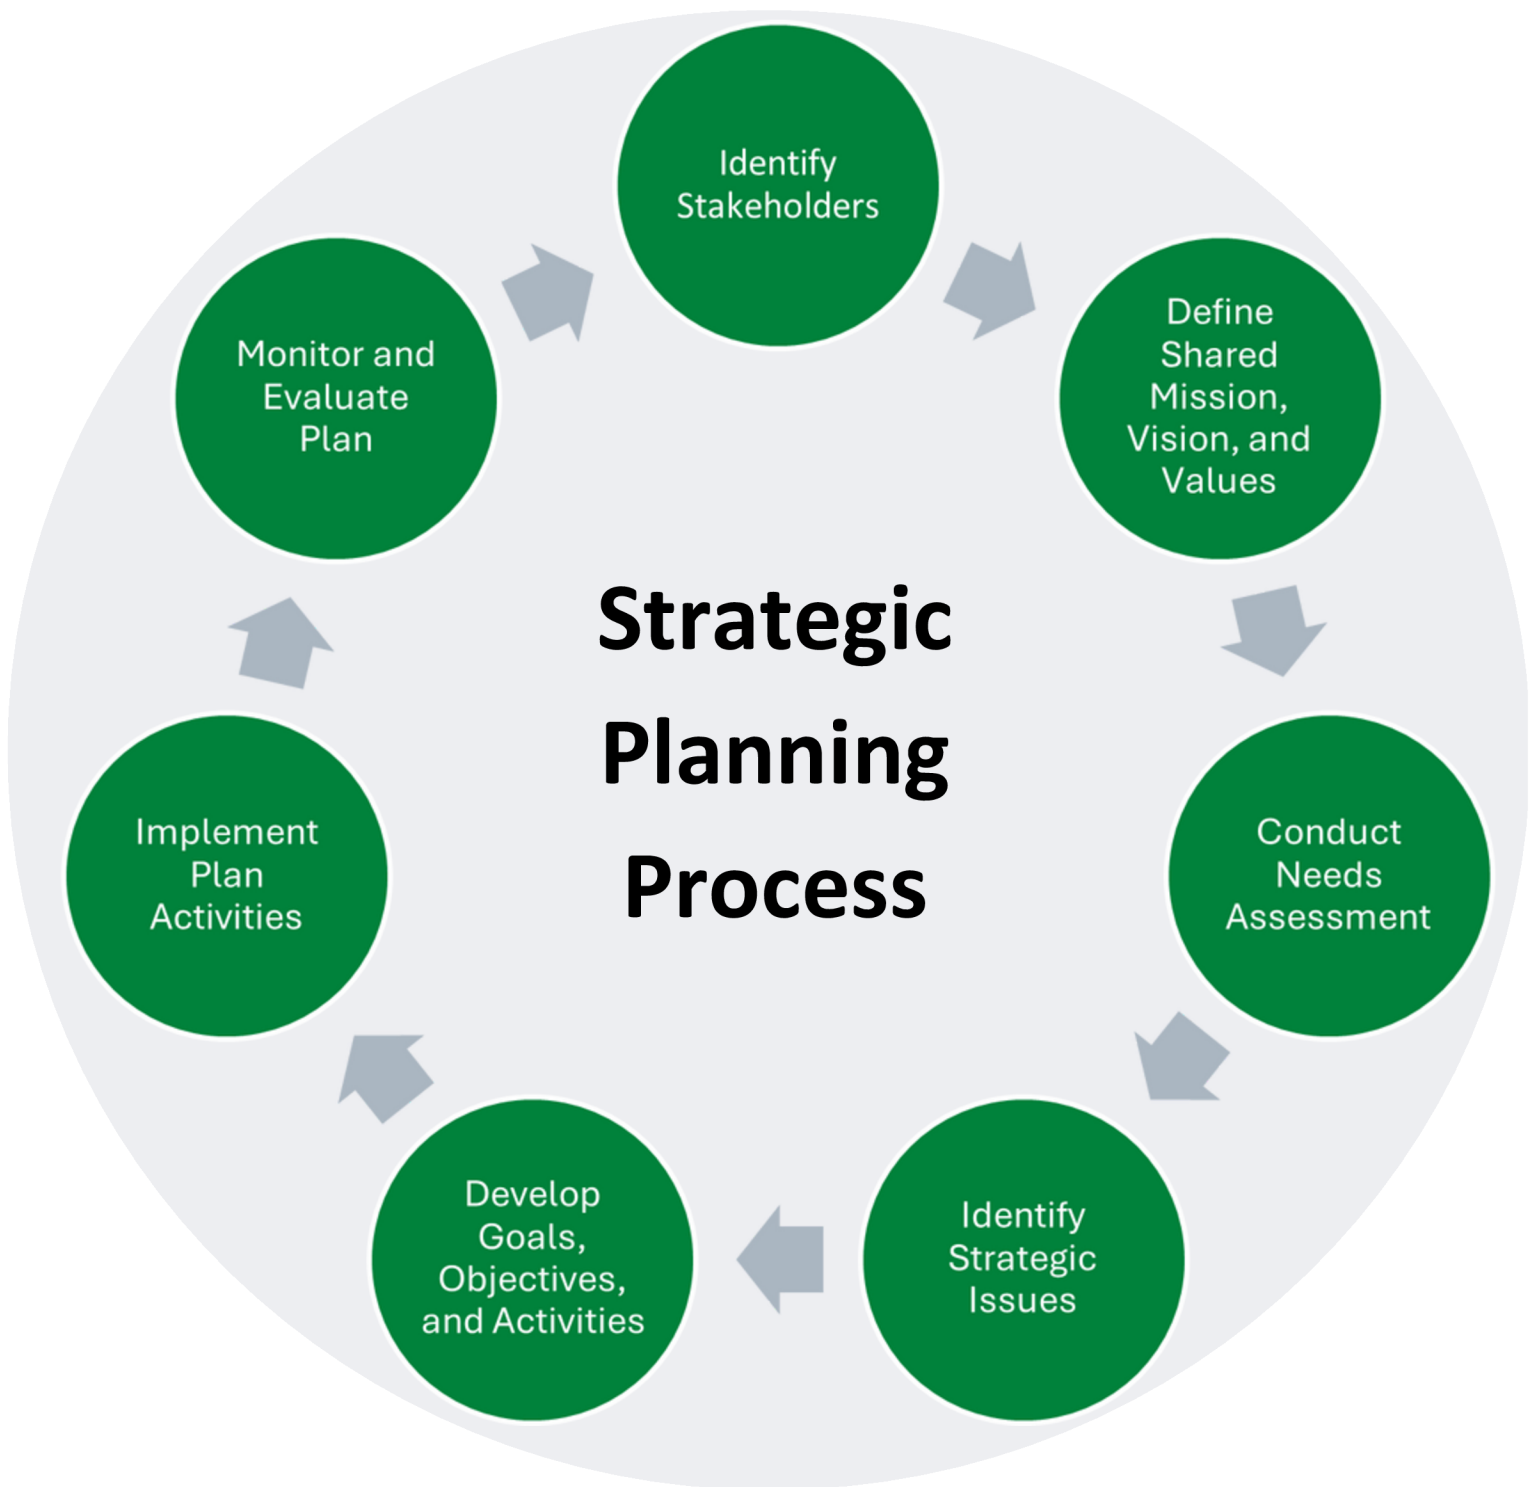 Identify
Stakeholders
Define
Shared
Mission,
Vision, and
Values
Conduct
Needs
Assessment
Identify
Strategic
Issues
Develop
Goals,
Objectives,
and Activities
Implement
Plan
Activities
Monitor and
Evaluate
Plan
Strategic
Planning
Process